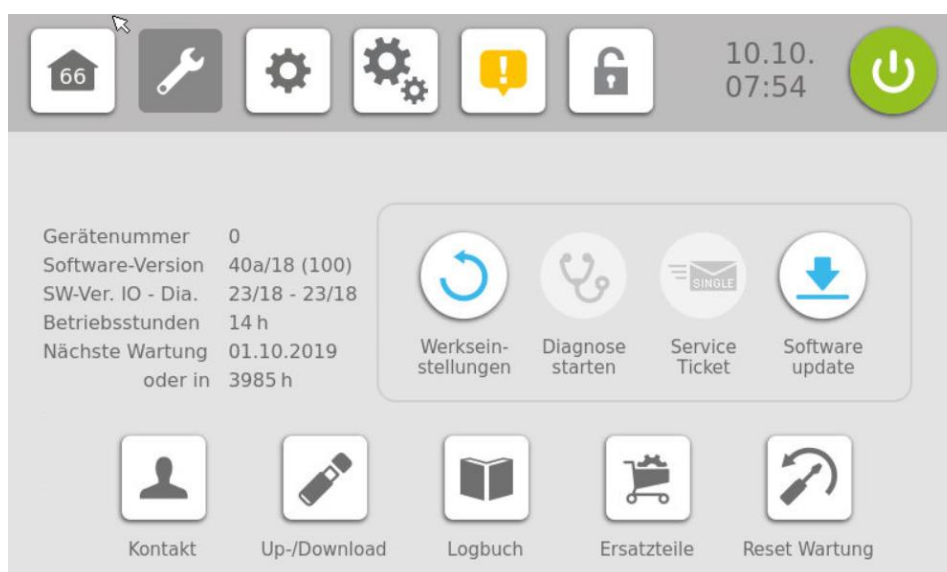 66
!
10.10.
07:54
Gerätenummer 0
Software-Version 40a/18 (100)
SW-Ver. IO - Dia. 23/18 - 23/18
Betriebsstunden 14 h
Nächste Wartung 01.10.2019
oder in 3985 h
SINGLE
Werksein-
stellungen
Diagnose
starten
Service
Ticket
Software
update
Kontakt
Up-/Download
Logbuch
Ersatzteile
Reset Wartung